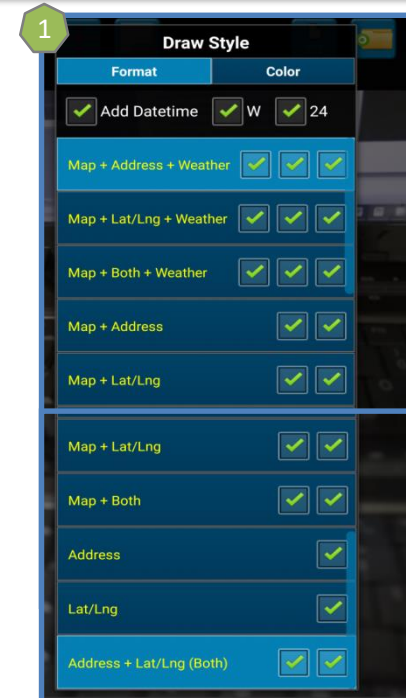 1
Draw Style
Format Color
Add Datetime W 24
Map + Address + Weather
Map + Lat/Lng + Weather
Map + Both + Weather
Map + Address
Map + Lat/Lng
Map + Lat/Lng
Map + Both
Address
Lat/Lng
Address + Lat/Lng (Both)